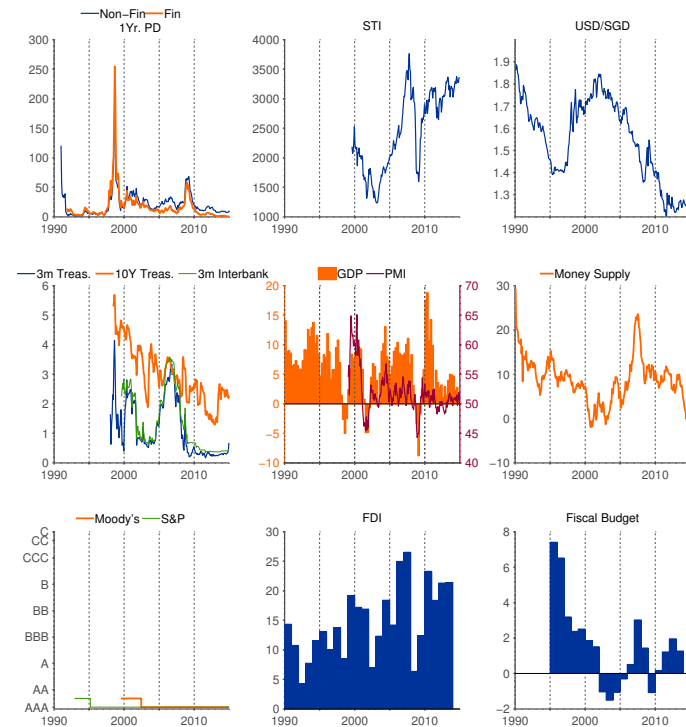 Non−Fin Fin
1Yr. PD
300
250
200
150
100
50
0
1990 2000 2010
STI
4000
3500
3000
2500
2000
1500
1000
1990 2000 2010
USD/SGD
1.9
1.8
1.7
1.6
1.5
1.4
1.3
1990 2000 2010
3m Treas. 10Y Treas. 3m Interbank
6
5
4
3
2
1
0
1990 2000 2010
GDP PMI
20
15
10
5
0
−5
−10
70
65
60
55
50
45
40
1990 2000 2010
Money Supply
30
20
10
0
−10
1990 2000 2010
Moody's S&P
C
CC
CCC
B
BB
BBB
A
AA
AAA
1990 2000 2010
FDI
30
25
20
15
10
5
0
1990 2000 2010
Fiscal Budget
8
6
4
2
0
−2
1990 2000 2010